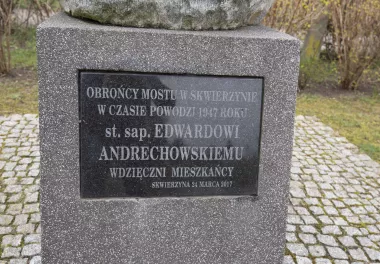 OBROŃCY MOSTU W SKWIERZYNIE
W CZASIE POWODZI 1947 ROKU
st. sap. EDWARDOWI
ANDRECHOWSKIEMU
WDZIĘCZNI MIESZKAŃCY
SKWIERZYNA 24 MARCA 2017